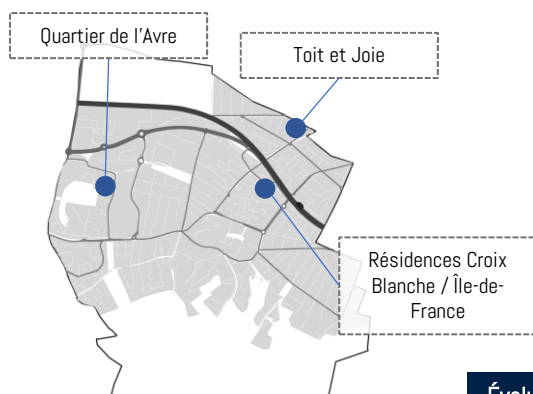 Quartier de l'Avre
Toit et Joie
Résidences Croix
Blanche / Île-de-
France